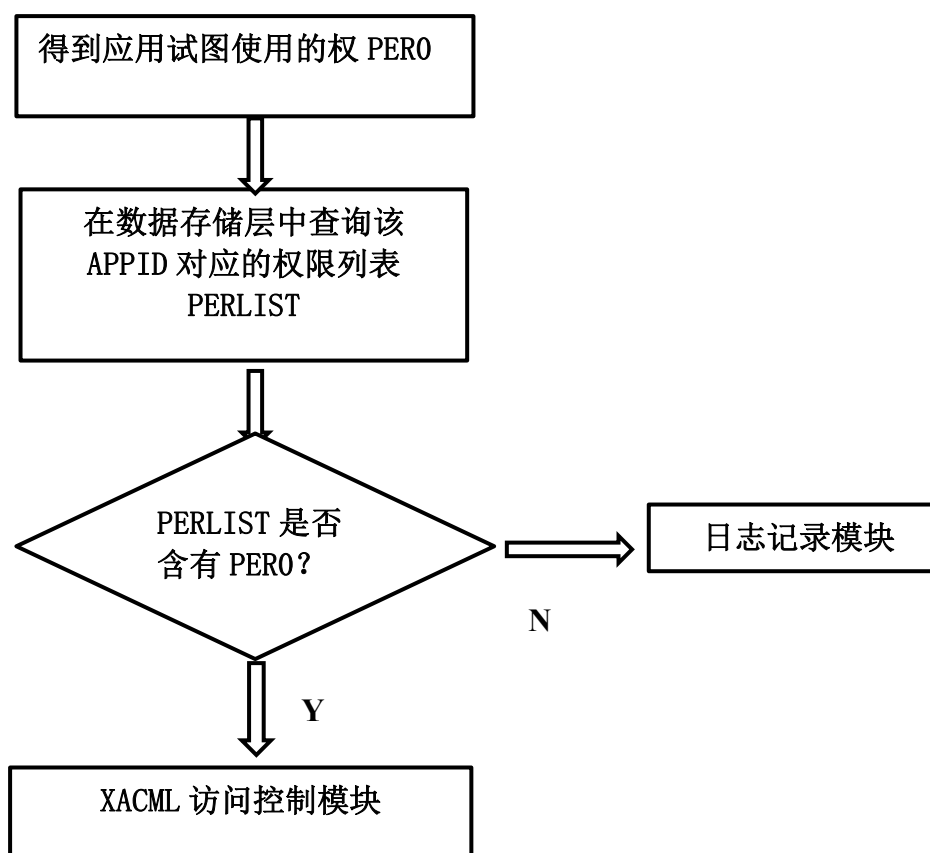 得到应用试图使用的权 PER0
在数据存储层中查询该
APPID 对应的权限列表
PERLIST
PERLIST 是否
含有 PER0?
日志记录模块
N
Y
XACML 访问控制模块